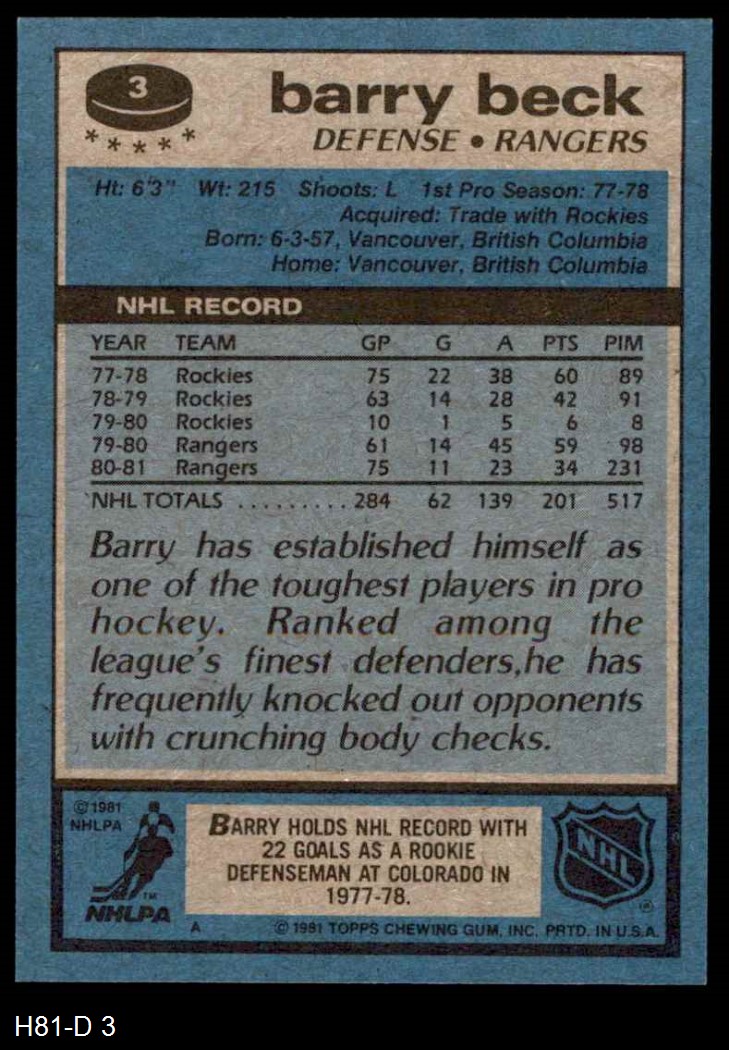 3
★ ★ ★ ★ ★
barry beck
DEFENSE • RANGERS
Ht: 6'3" Wt: 215 Shoots: L 1st Pro Season: 77-78
Acquired: Trade with Rockies
Born: 6-3-57, Vancouver, British Columbia
Home: Vancouver, British Columbia
NHL RECORD
YEAR TEAM GP G A PTS PIM
77-78 Rockies 75 22 38 60 89
78-79 Rockies 63 14 28 42 91
79-80 Rockies 10 1 5 6 8
79-80 Rangers 61 14 45 59 98
80-81 Rangers 75 11 23 34 231
NHL TOTALS .......... 284 62 139 201 517
Barry has established himself as
one of the toughest players in pro
hockey. Ranked among the
league's finest defenders,he has
frequently knocked out opponents
with crunching body checks.
© 1981
NHLPA
TM
NHLPA
BARRY HOLDS NHL RECORD WITH
22 GOALS AS A ROOKIE
DEFENSEMAN AT COLORADO IN
1977-78.
NHL
®
A © 1981 TOPPS CHEWING GUM, INC. PRTD. IN U.S.A.
H81-D 3